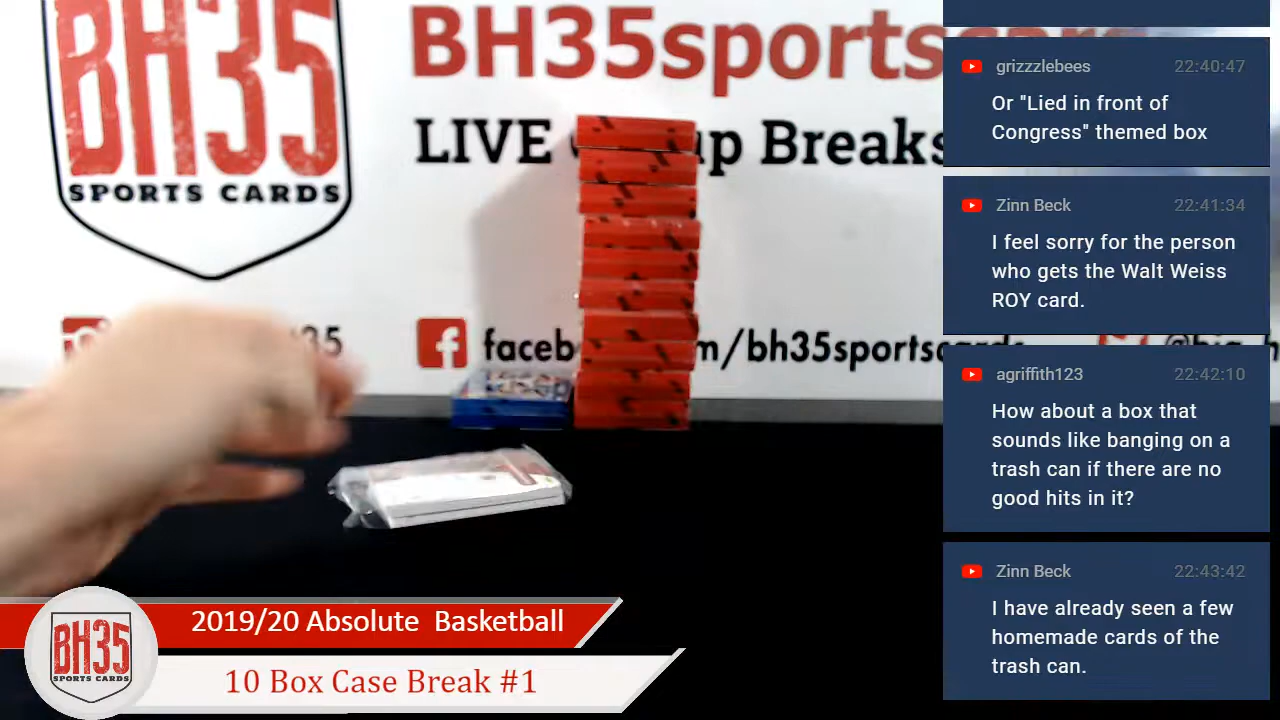 BH35
SPORTS CARDS
BH35sports
LIVE Breaks
35
faceb m/bh35sportscards
2019/20 Absolute Basketball
10 Box Case Break #1
BH35
SPORTS CARDS
grizzzlebees 22:40:47
Or "Lied in front of
Congress" themed box
Zinn Beck 22:41:34
I feel sorry for the person
who gets the Walt Weiss
ROY card.
agriffith123 22:42:10
How about a box that
sounds like banging on a
trash can if there are no
good hits in it?
Zinn Beck 22:43:42
I have already seen a few
homemade cards of the
trash can.